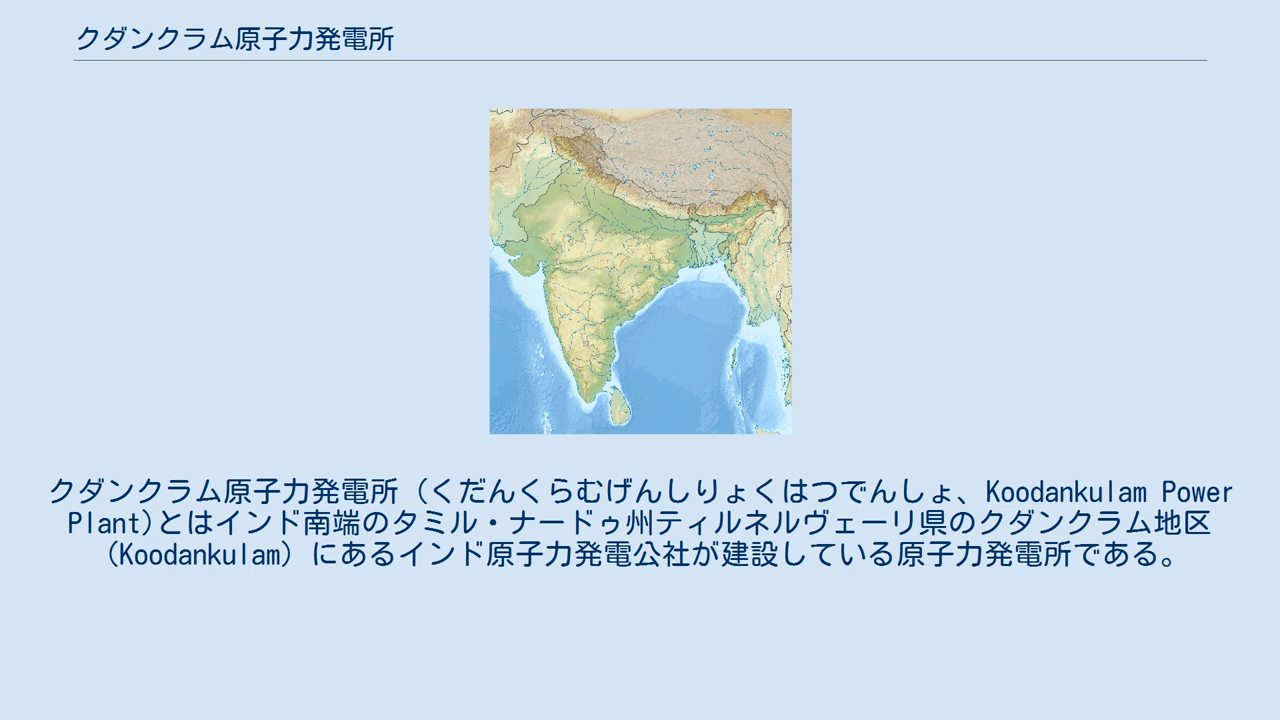 クダンクラム原子力発電所
クダンクラム原子力発電所（くだんくらむげんしりょくはつでんしょ、Koodankulam Power
Plant)とはインド南端のタミル・ナードゥ州ティルネルヴェーリ県のクダンクラム地区
（Koodankulam）にあるインド原子力発電公社が建設している原子力発電所である。